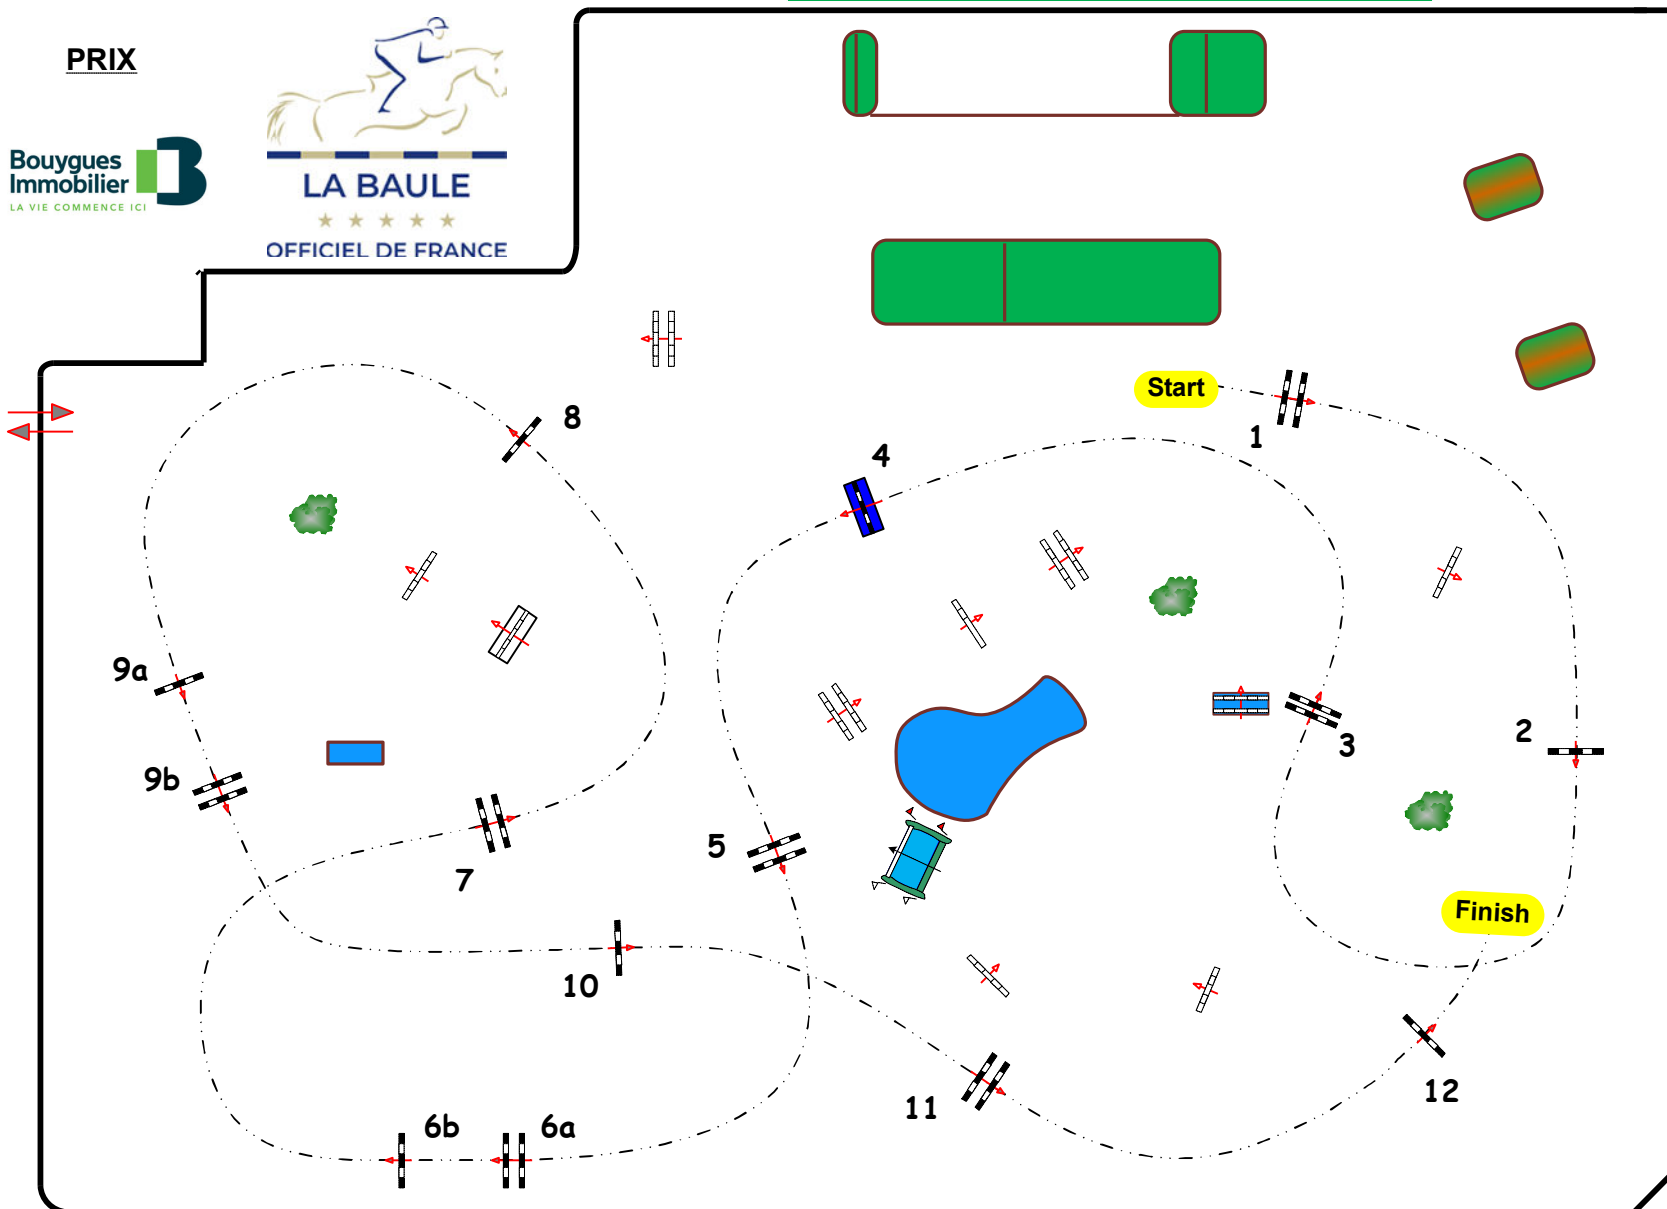 PRIX
Bouygues
Immobilier
LA VIE COMMENCE ICI
LA BAULE
OFFICIEL DE FRANCE
Start
1
8
4
9a
2
3
9b
5
7
Finish
10
12
11
6b
6a